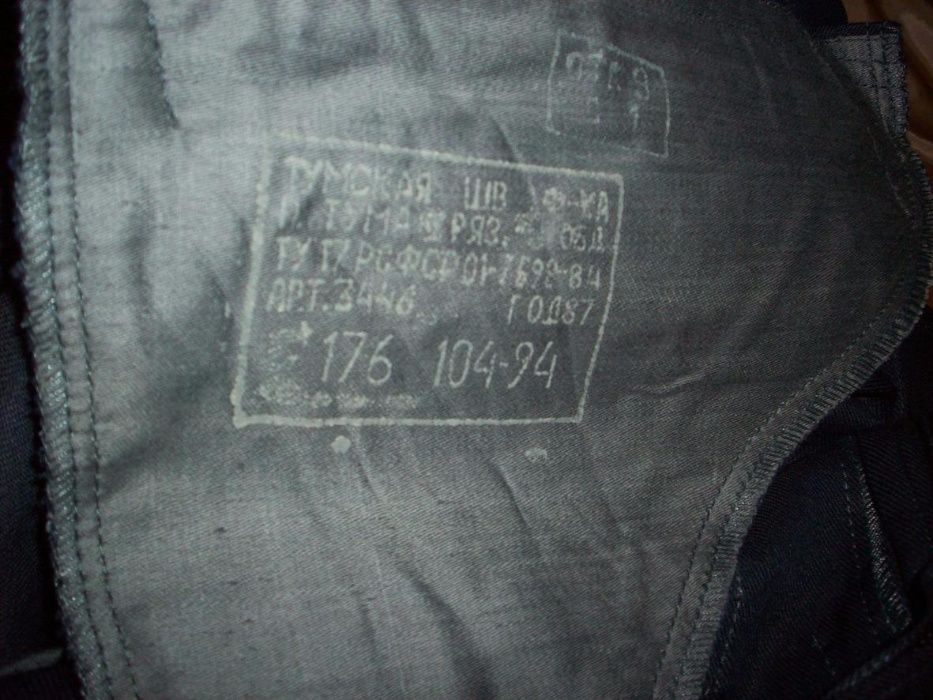 ТУМСКАЯ ШВ Ф-КА
П. ТУМА РЯЗ. ОБЛ
ТУ 17 РСФСР 01-7698-84
АРТ. 3446 ГОД 87
176 104-94